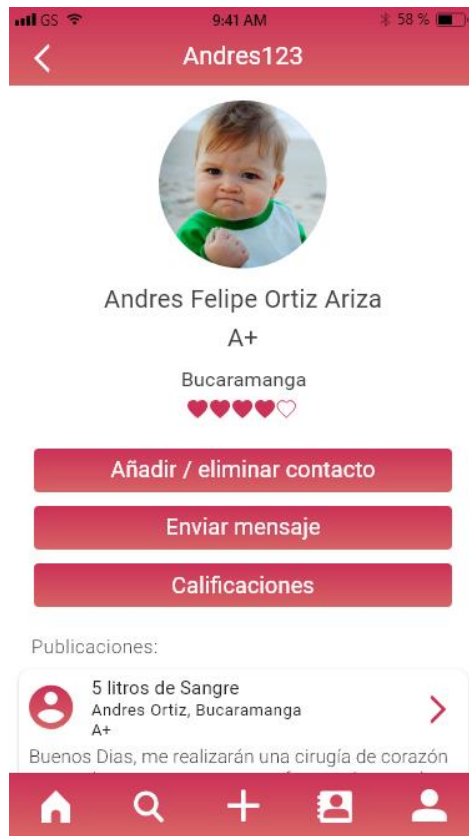 GS 9:41 AM 58 %
Andres123
Andres Felipe Ortiz Ariza
A+
Bucaramanga
Añadir / eliminar contacto
Enviar mensaje
Calificaciones
Publicaciones:
5 litros de Sangre
Andres Ortiz, Bucaramanga
A+
Buenos Dias, me realizarán una cirugía de corazón